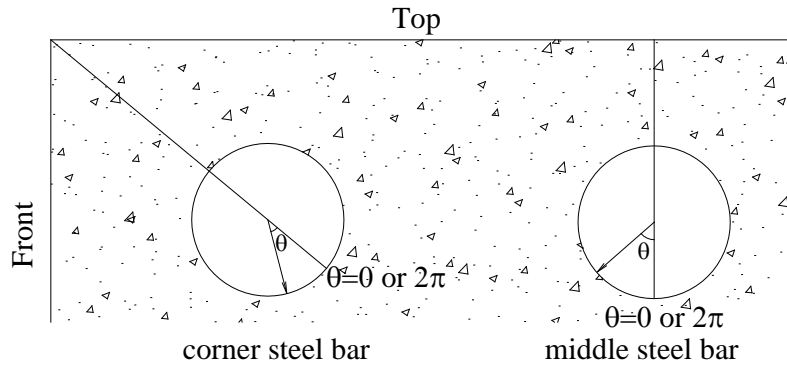 Top
Front
θ
θ
θ=0 or 2π
θ=0 or 2π
corner steel bar
middle steel bar